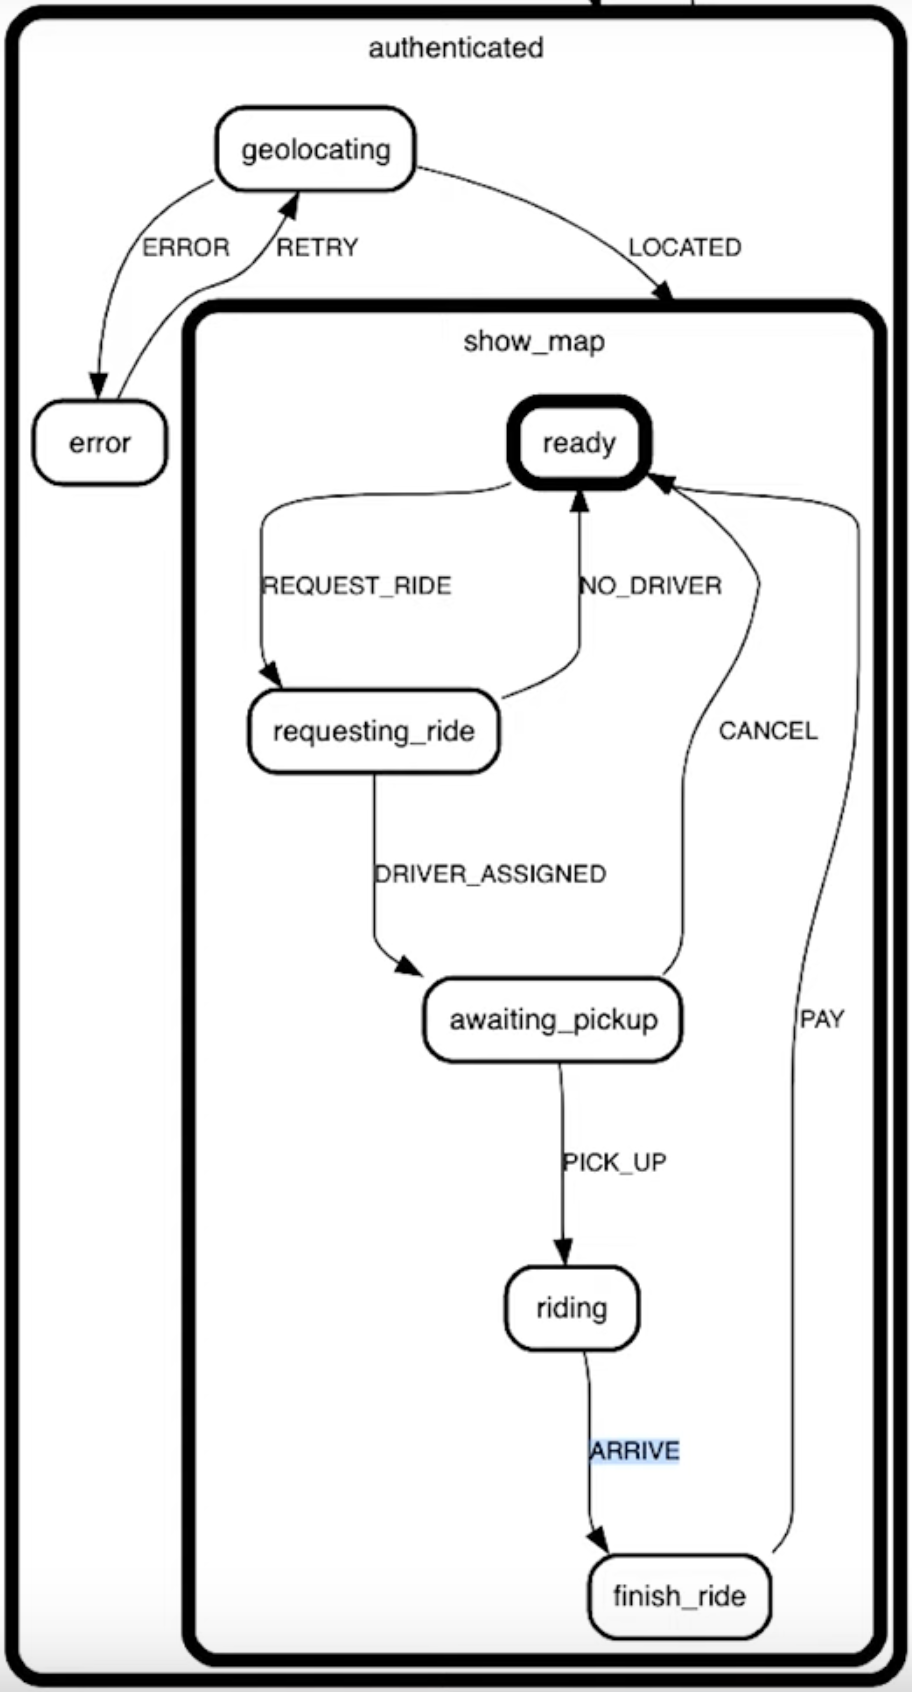 authenticated
geolocating
ERROR
RETRY
LOCATED
show_map
error
ready
REQUEST_RIDE
NO_DRIVER
requesting_ride
CANCEL
DRIVER_ASSIGNED
awaiting_pickup
PAY
PICK_UP
riding
ARRIVE
finish_ride